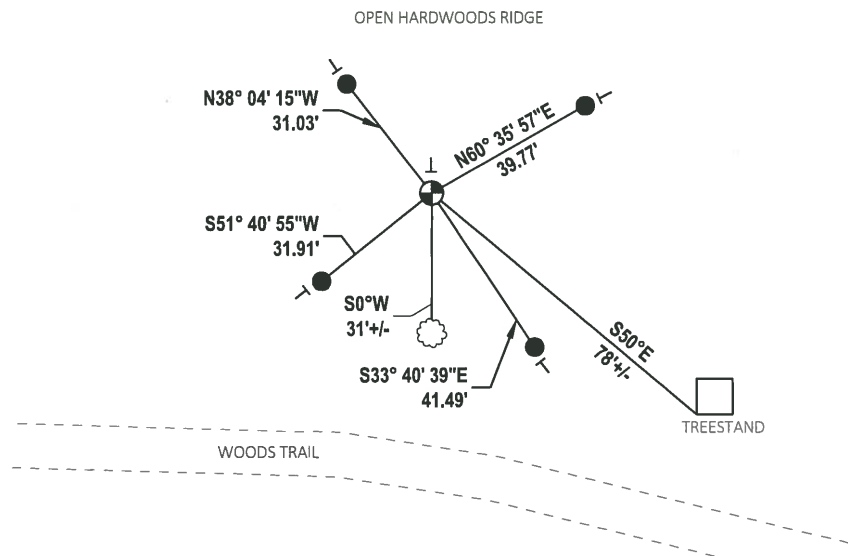 OPEN HARDWOODS RIDGE
N38° 04' 15"W
31.03'
N60° 35' 57"E
39.77'
S51° 40' 55"W
31.91'
S0°W
31'+/-
S33° 40' 39"E
41.49'
S50°E
78'+/-
TREESTAND
WOODS TRAIL